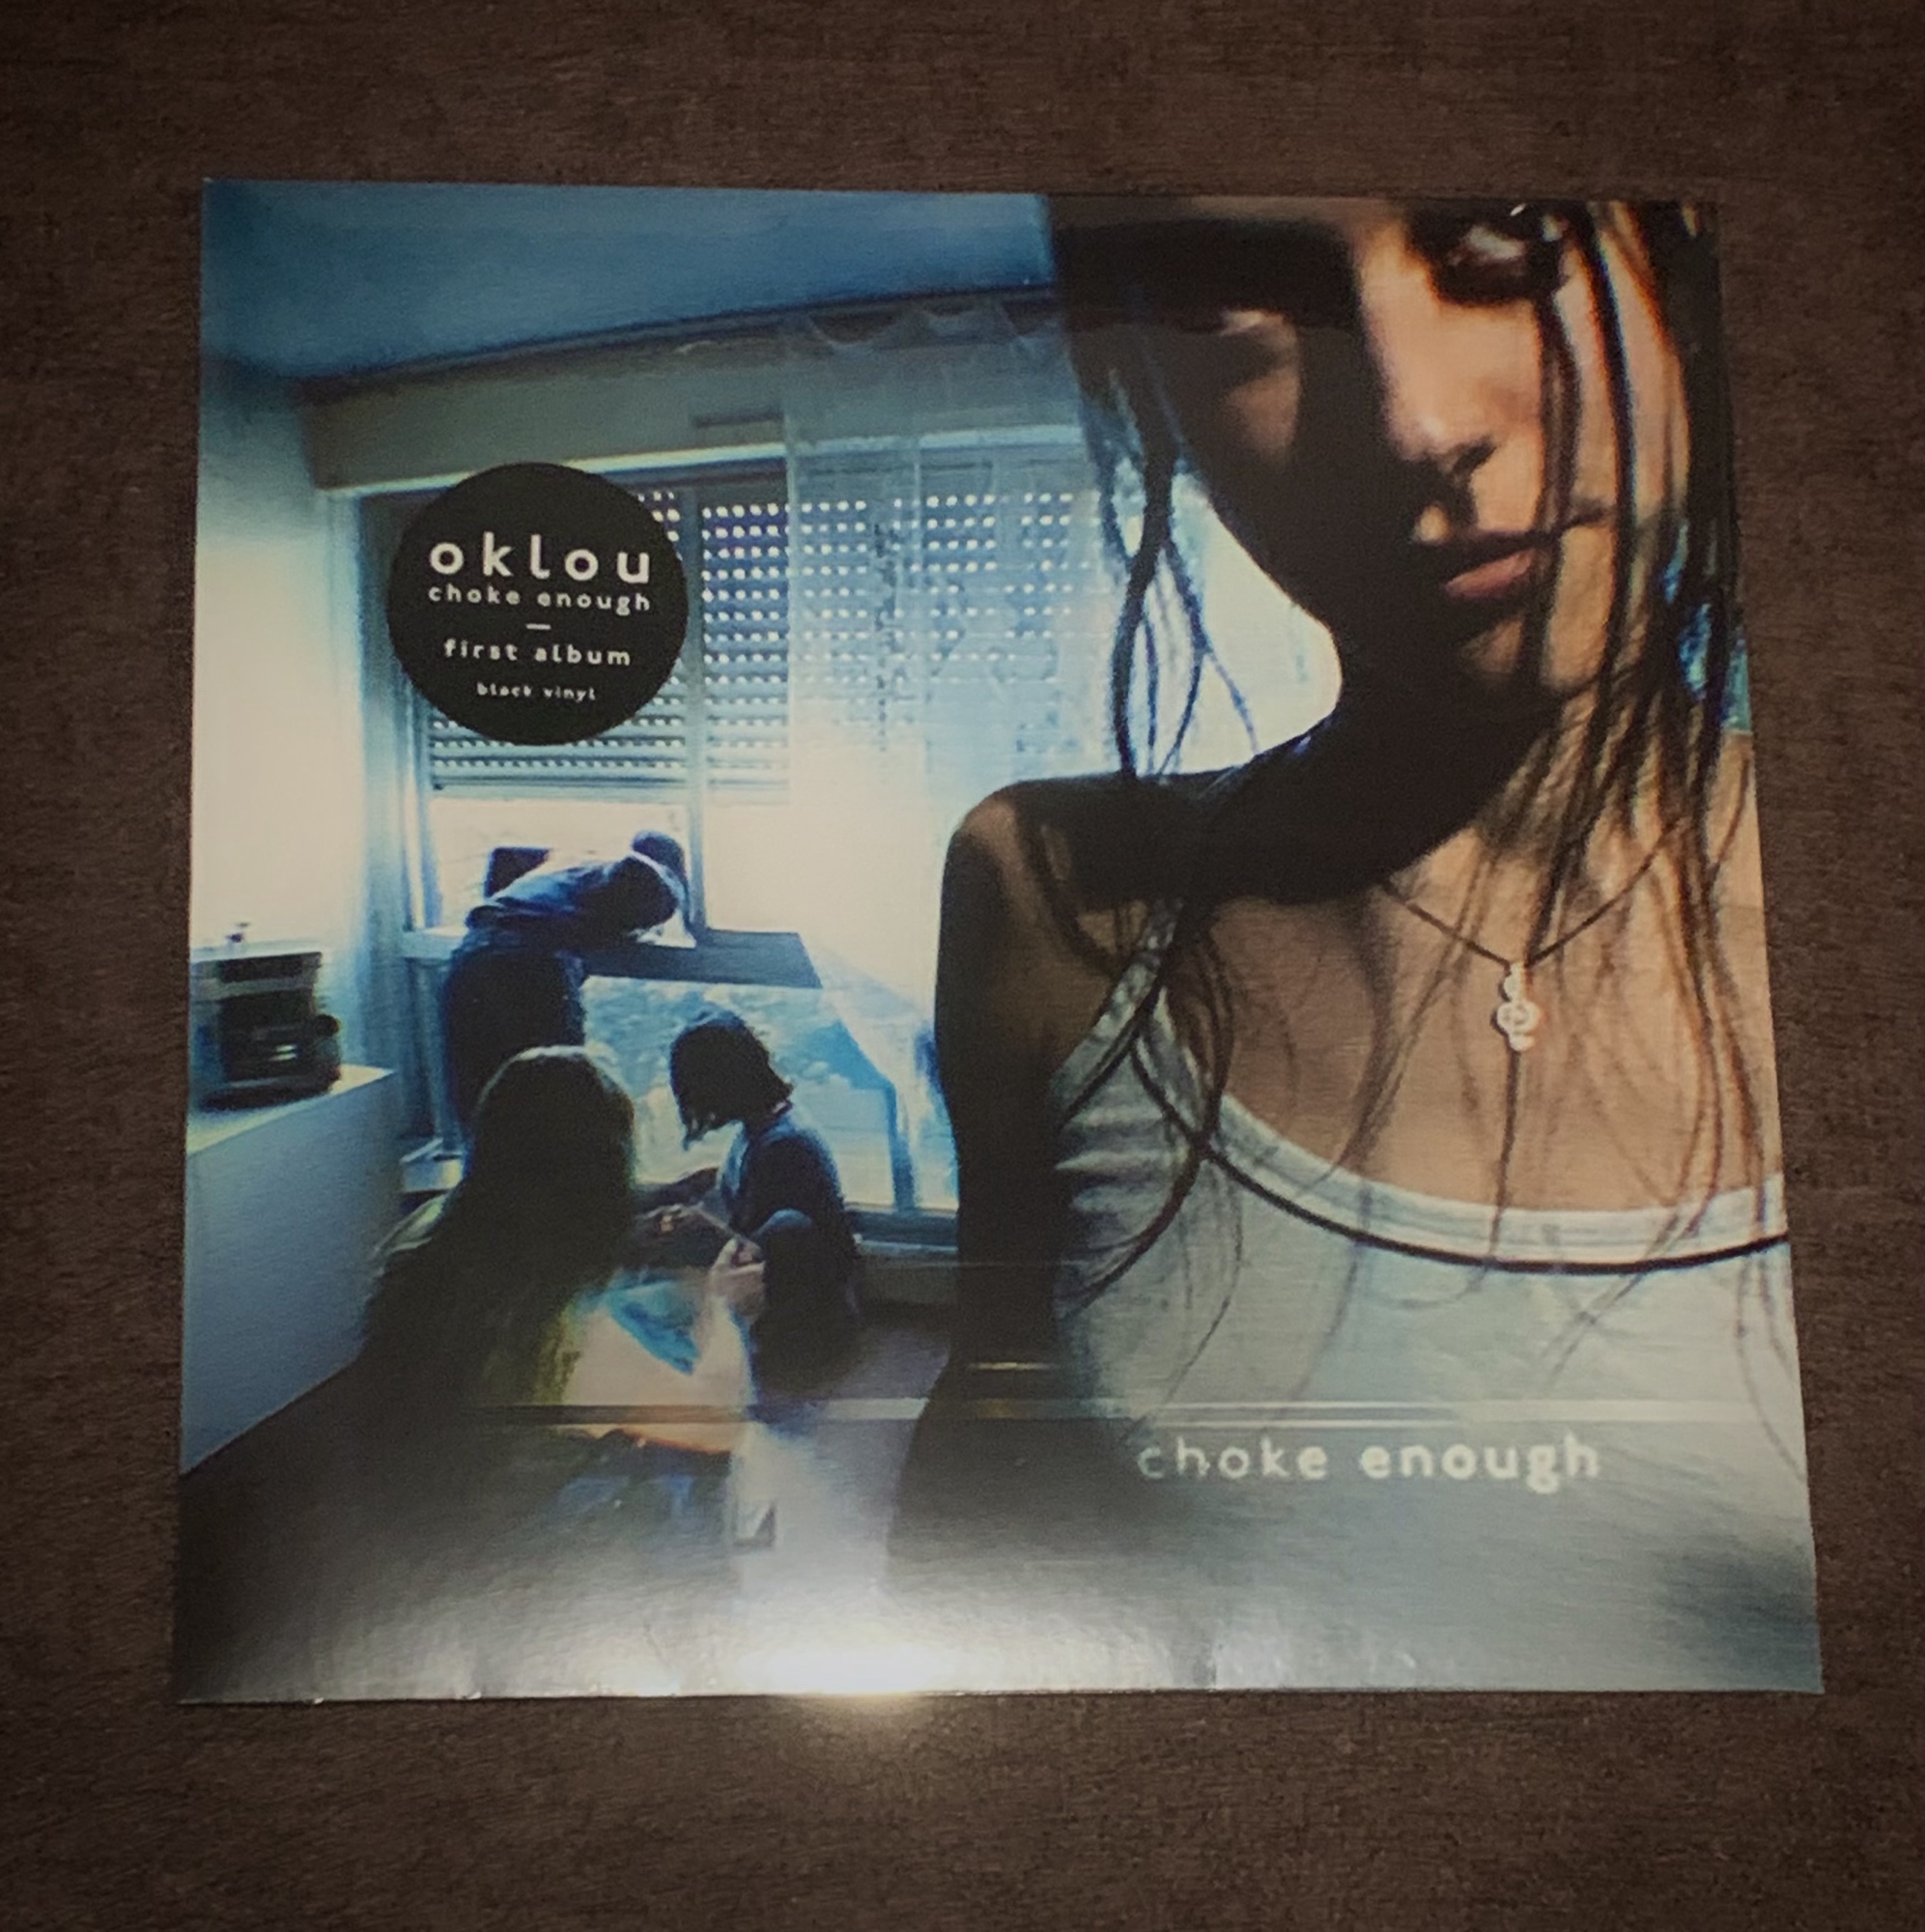 oklou
choke enough
—
first album
black vinyl
choke enough